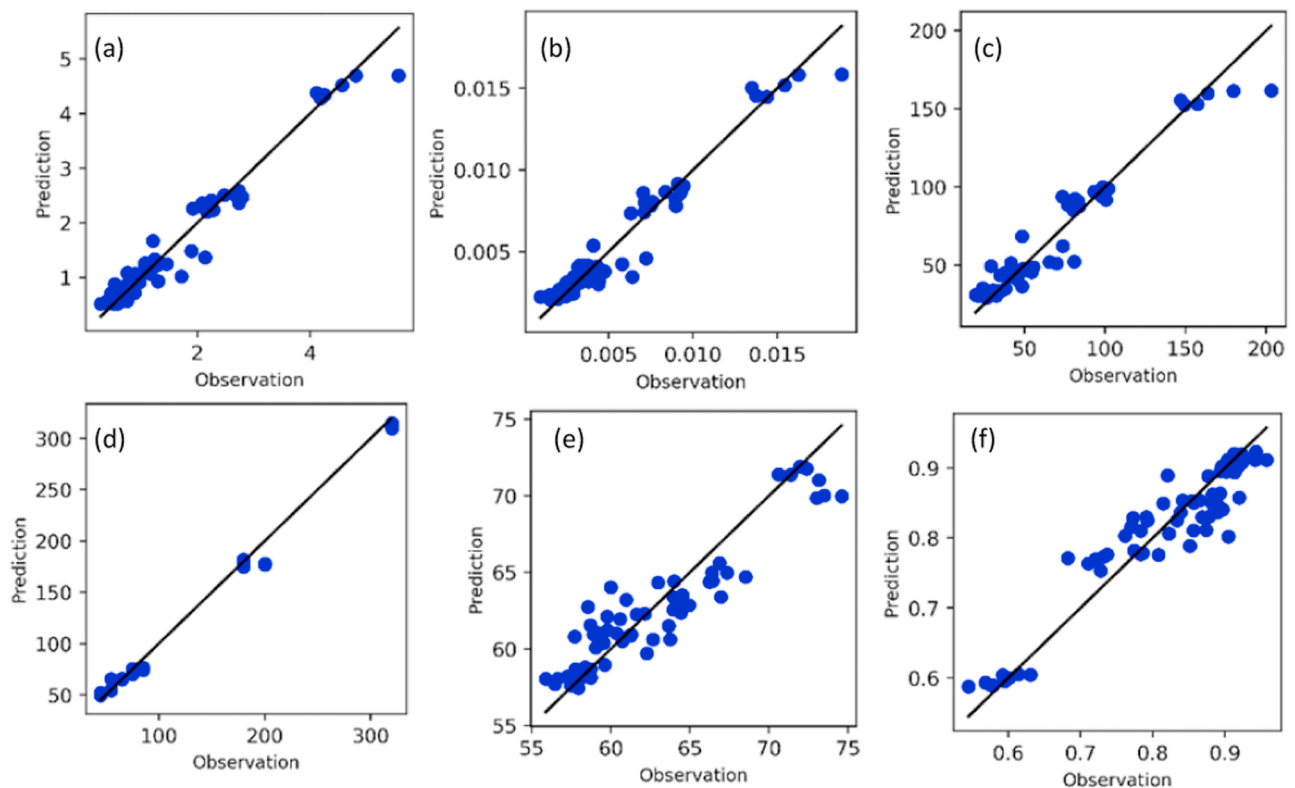 (a)
5
4
3
2
1
Prediction
2 4
Observation
(b)
0.015
0.010
0.005
Prediction
0.005 0.010 0.015
Observation
(c)
200
150
100
50
Prediction
50 100 150 200
Observation
(d)
300
250
200
150
100
50
Prediction
100 200 300
Observation
(e)
75
70
65
60
55
Prediction
55 60 65 70 75
Observation
(f)
0.9
0.8
0.7
0.6
Prediction
0.6 0.7 0.8 0.9
Observation